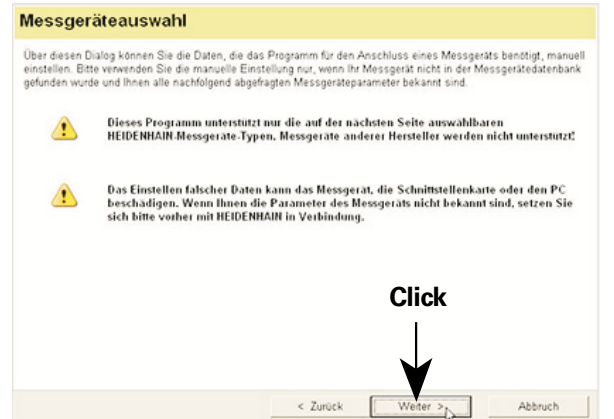 Messgeräteauswahl
Über diesen Dialog können Sie die Daten, die das Programm für den Anschluss eines Messgeräts benötigt, manuell
einstellen. Bitte verwenden Sie die manuelle Einstellung nur, wenn Ihr Messgerät nicht in der Messgerätedatenbank
gefunden wurde und Ihnen alle nachfolgend abgefragten Messgeräteparameter bekannt sind.
Dieses Programm unterstützt nur die auf der nächsten Seite auswählbaren
HEIDENHAIN-Messgeräte-Typen. Messgeräte anderer Hersteller werden nicht unterstützt!
Das Einstellen falscher Daten kann das Messgerät, die Schnittstellenkarte oder den PC
beschädigen. Wenn Ihnen die Parameter des Messgeräts nicht bekannt sind, setzen Sie
sich bitte vorher mit HEIDENHAIN in Verbindung.
Click
< Zurück Weiter > Abbruch